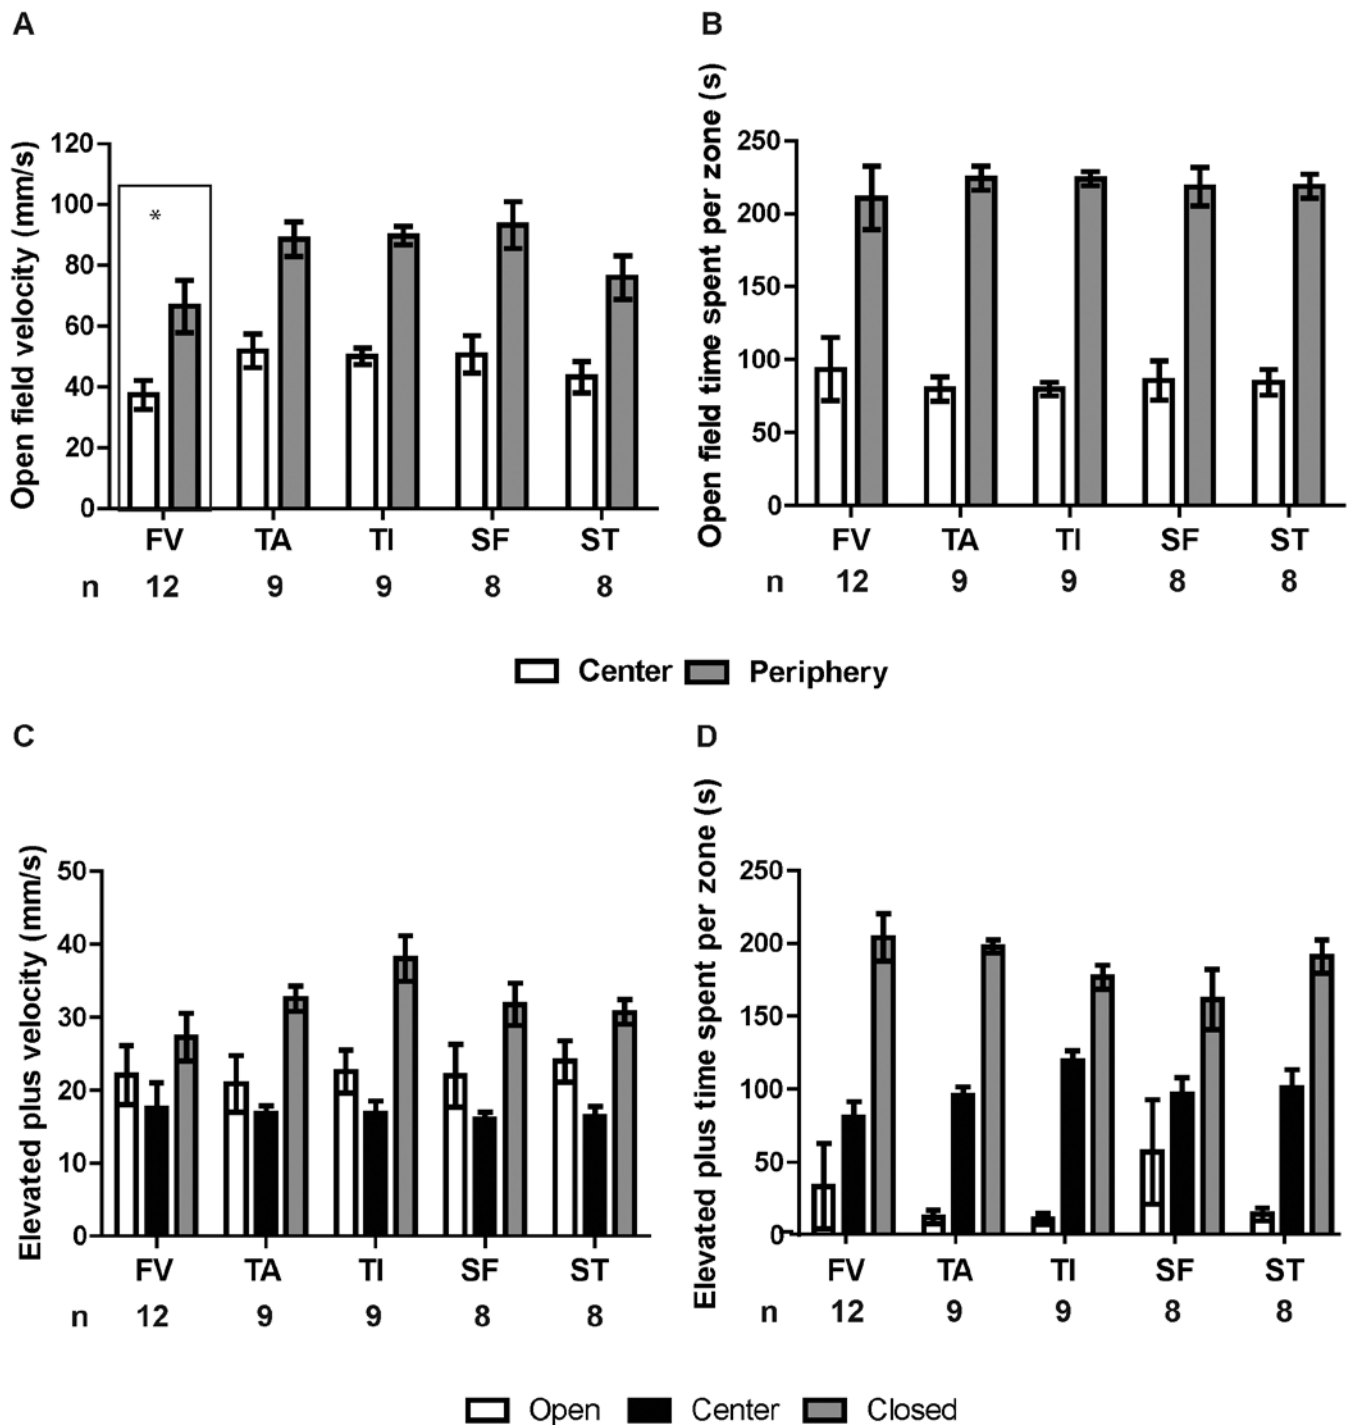 A
Open field velocity (mm/s)
120
100
80
60
40
20
0
*
FV TA TI SF ST
n 12 9 9 8 8
B
Open field time spent per zone (s)
250
200
150
100
50
0
FV TA TI SF ST
n 12 9 9 8 8
Center Periphery
C
Elevated plus velocity (mm/s)
50
40
30
20
10
0
FV TA TI SF ST
n 12 9 9 8 8
D
Elevated plus time spent per zone (s)
250
200
150
100
50
0
FV TA TI SF ST
n 12 9 9 8 8
Open Center Closed